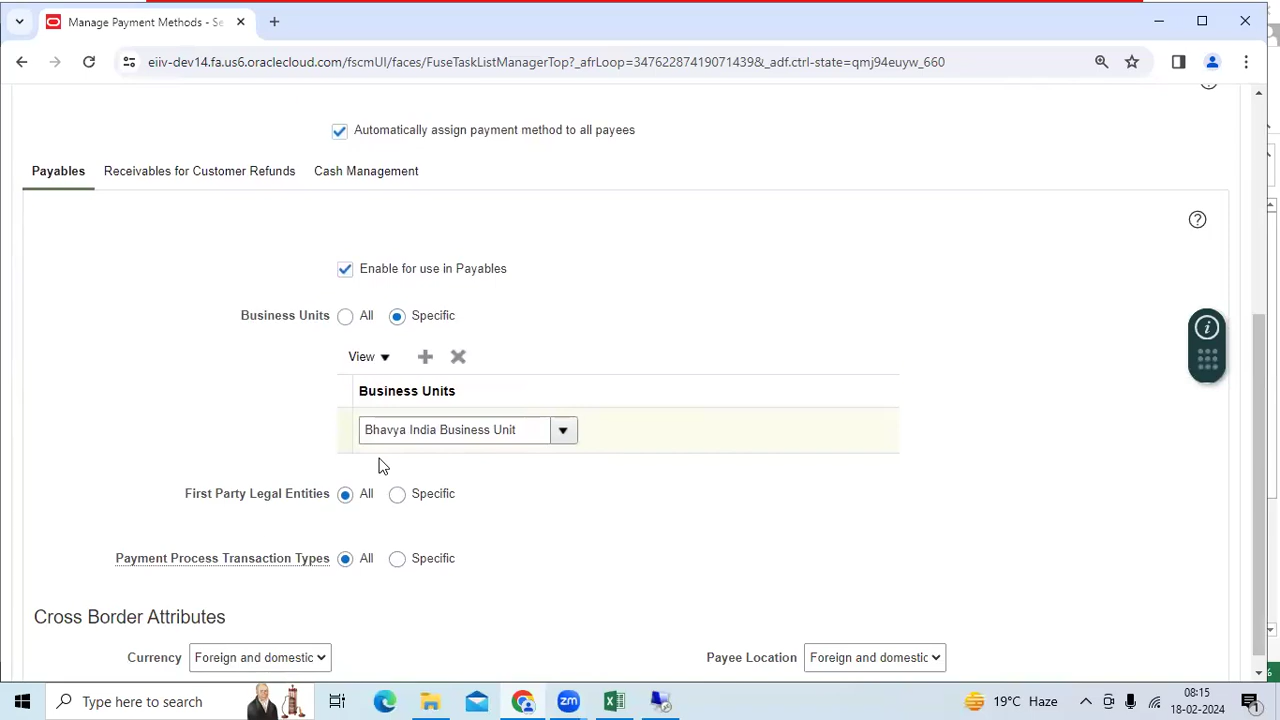 Manage Payment Methods - Se
eiiv-dev14.fa.us6.oraclecloud.com/fscmUI/faces/FuseTaskListManagerTop?_afrLoop=34762287419071439&_adf.ctrl-state=qmj94euyw_660
Automatically assign payment method to all payees
Payables Receivables for Customer Refunds Cash Management
Enable for use in Payables
Business Units All Specific
View
Business Units
Bhavya India Business Unit
First Party Legal Entities All Specific
Payment Process Transaction Types All Specific
Cross Border Attributes
Currency Foreign and domestic Payee Location Foreign and domestic
Type here to search zm 19°C Haze 08:15
18-02-2024